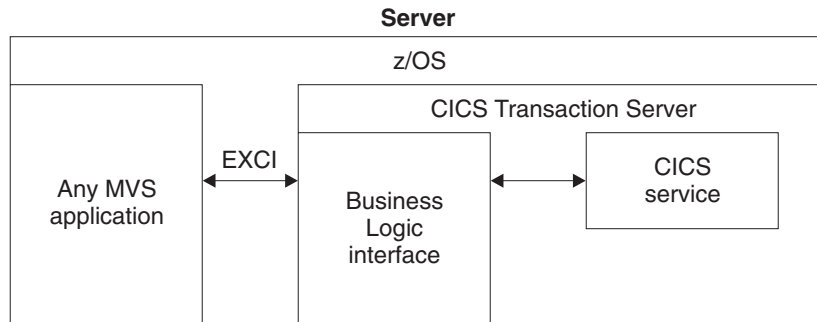 Server
z/OS
CICS Transaction Server
EXCI
Any MVS
application
Business
Logic
interface
CICS
service